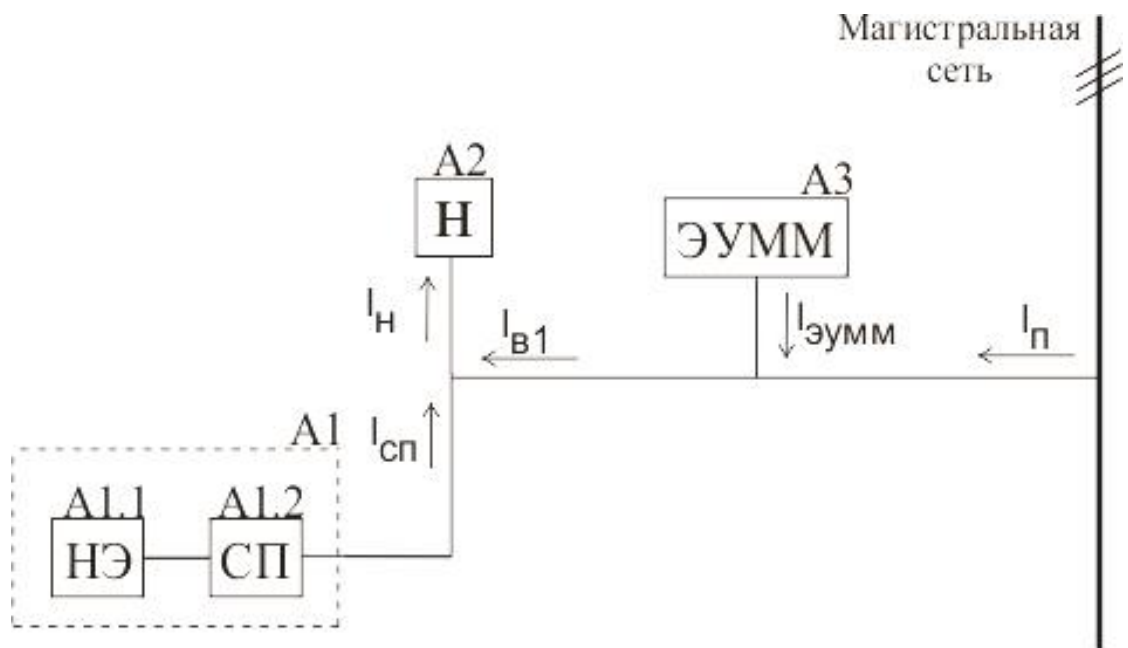 Магистральная
сеть
А2
Н
А3
ЭУММ
Iн
Iв1
Iэумм
Iп
А1
Iсп
А1.1
А1.2
НЭ
СП